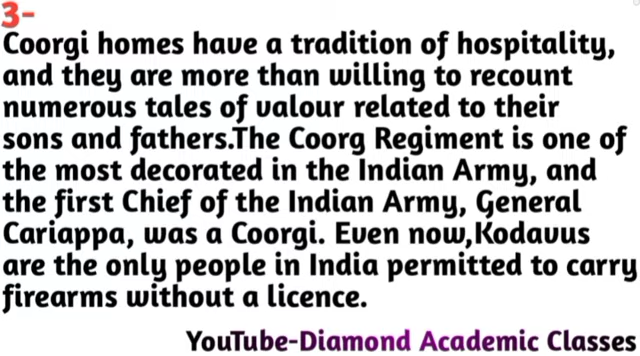 3-
Coorgi homes have a tradition of hospitality,
and they are more than willing to recount
numerous tales of valour related to their
sons and fathers.The Coorg Regiment is one of
the most decorated in the Indian Army, and
the first Chief of the Indian Army, General
Cariappa, was a Coorgi. Even now,Kodavus
are the only people in India permitted to carry
firearms without a licence.
YouTube-Diamond Academic Classes